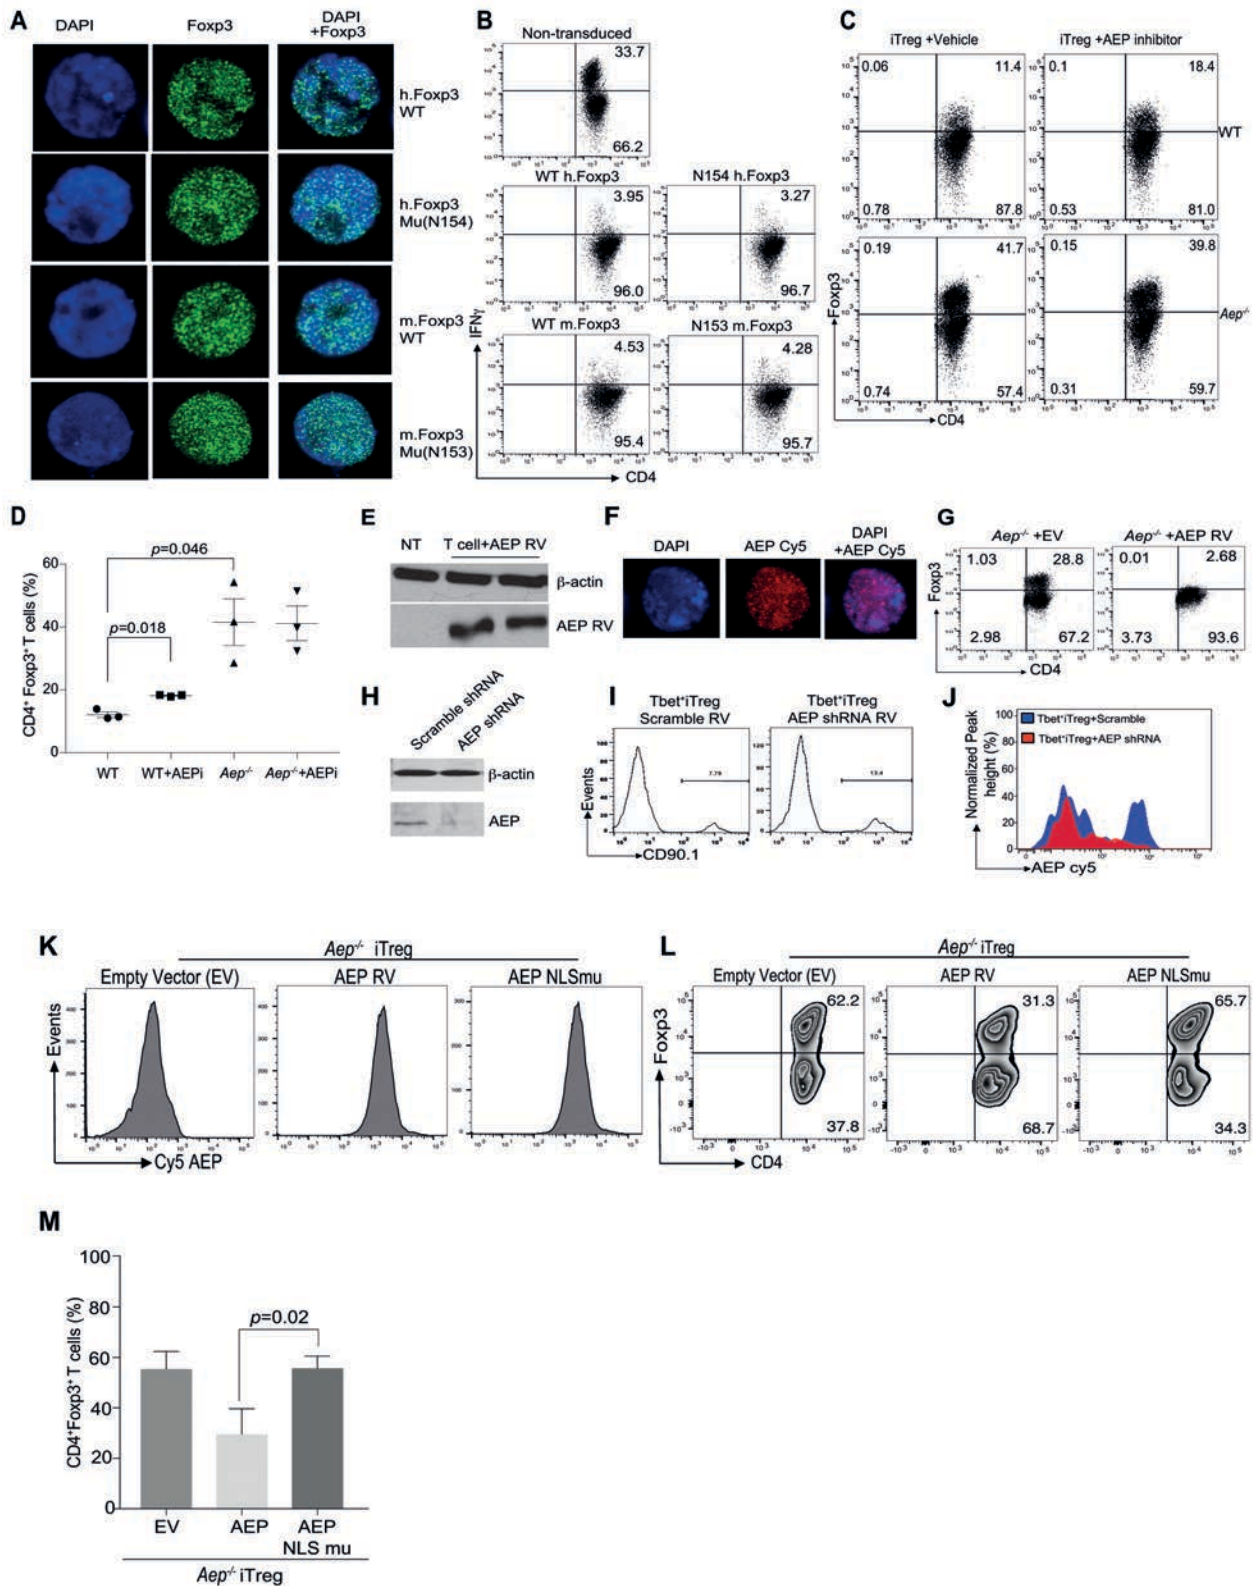 A
DAPI
Foxp3
DAPI
+Foxp3
h.Foxp3
WT
h.Foxp3
Mu(N154)
m.Foxp3
WT
m.Foxp3
Mu(N153)
B
Non-transduced
33.7
66.2
WT h.Foxp3
N154 h.Foxp3
3.95
3.27
96.0
96.7
WT m.Foxp3
N153 m.Foxp3
4.53
4.28
95.4
95.7
IFNγ
CD4
C
iTreg +Vehicle
iTreg +AEP inhibitor
0.06
11.4
0.1
18.4
WT
0.78
87.8
0.53
81.0
0.19
41.7
0.15
39.8
Aep-/-
0.74
57.4
0.31
59.7
Foxp3
CD4
D
CD4+ Foxp3+ T cells (%)
60
40
20
0
p=0.046
p=0.018
WT
WT+AEPi
Aep-/-
Aep-/-+AEPi
E
NT
T cell+AEP RV
β-actin
AEP RV
F
DAPI
AEP Cy5
DAPI
+AEP Cy5
G
Aep-/- +EV
Aep-/- +AEP RV
1.03
28.8
0.01
2.68
2.98
67.2
3.73
93.6
Foxp3
CD4
H
Scramble shRNA
AEP shRNA
β-actin
AEP
I
Tbet+iTreg
Scramble RV
Tbet+iTreg
AEP shRNA RV
Events
CD90.1
J
Tbet+iTreg+Scramble
Tbet+iTreg+AEP shRNA
Normalized Peak
height (%)
100
80
60
40
20
0
AEP cy5
K
Aep-/- iTreg
Empty Vector (EV)
AEP RV
AEP NLSmu
Events
Cy5 AEP
L
Aep-/- iTreg
Empty Vector (EV)
AEP RV
AEP NLSmu
62.2
31.3
65.7
37.8
68.7
34.3
Foxp3
CD4
M
CD4+Foxp3+ T cells (%)
100
80
60
40
20
0
p=0.02
EV
AEP
AEP
NLS mu
Aep-/- iTreg